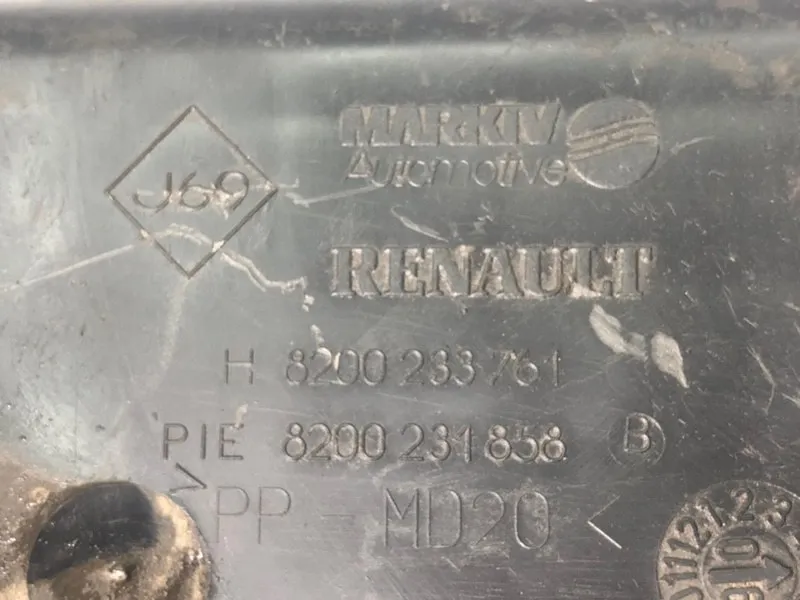 J69
MARKIV
Automotive
RENAULT
H 8200 233 761
PIE 8200 231 858 B
>PP - MD20<